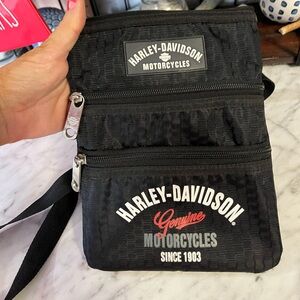 HARLEY-DAVIDSON
MOTORCYCLES
HARLEY-DAVIDSON®
Genuine
MOTORCYCLES
SINCE 1903